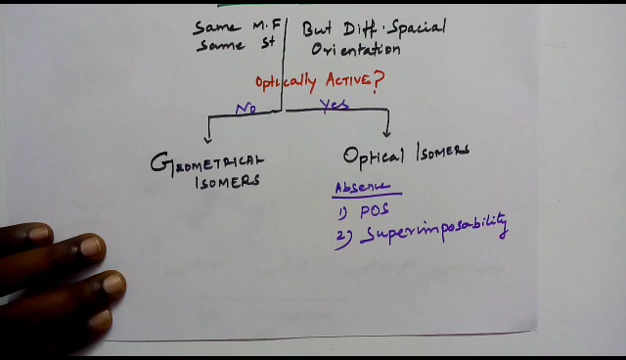 Same M.F But Diff. Spacial
Same St Orientation
Optically Active?
No Yes
GEOMETRICAL
ISOMERS
Optical Isomers
Absence
1) POS
2) Superimposability